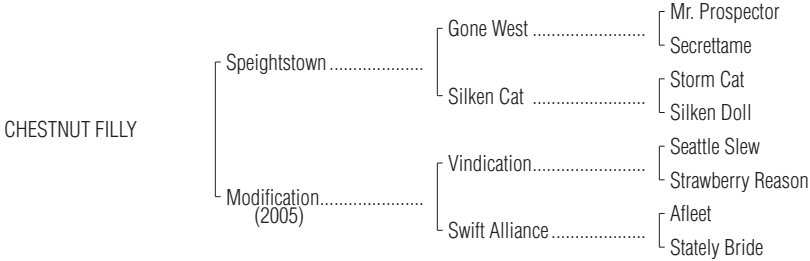 Mr. Prospector
Gone West ........................
Secrettame
Speightstown ....................
Storm Cat
Silken Cat ........................
Silken Doll
CHESTNUT FILLY
Seattle Slew
Vindication........................
Strawberry Reason
Modification......................
(2005)
Afleet
Swift Alliance ....................
Stately Bride